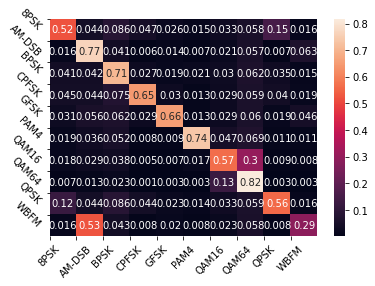 8PSK 0.52 0.044 0.086 0.047 0.026 0.015 0.033 0.058 0.15 0.016
AM-DSB 0.016 0.77 0.041 0.006 0.014 0.007 0.021 0.057 0.007 0.063
BPSK 0.041 0.042 0.71 0.027 0.019 0.021 0.03 0.062 0.035 0.015
CPFSK 0.045 0.044 0.075 0.65 0.03 0.013 0.029 0.059 0.04 0.019
GFSK 0.031 0.056 0.062 0.029 0.66 0.013 0.029 0.06 0.019 0.046
PAM4 0.019 0.036 0.052 0.008 0.009 0.74 0.047 0.069 0.011 0.011
QAM16 0.018 0.029 0.038 0.005 0.007 0.017 0.57 0.3 0.009 0.008
QAM64 0.007 0.013 0.023 0.01 0.003 0.003 0.13 0.82 0.003 0.003
QPSK 0.12 0.044 0.086 0.044 0.023 0.014 0.033 0.059 0.56 0.016
WBFM 0.016 0.53 0.043 0.008 0.02 0.008 0.023 0.058 0.008 0.29
8PSK AM-DSB BPSK CPFSK GFSK PAM4 QAM16 QAM64 QPSK WBFM
0.8
0.7
0.6
0.5
0.4
0.3
0.2
0.1